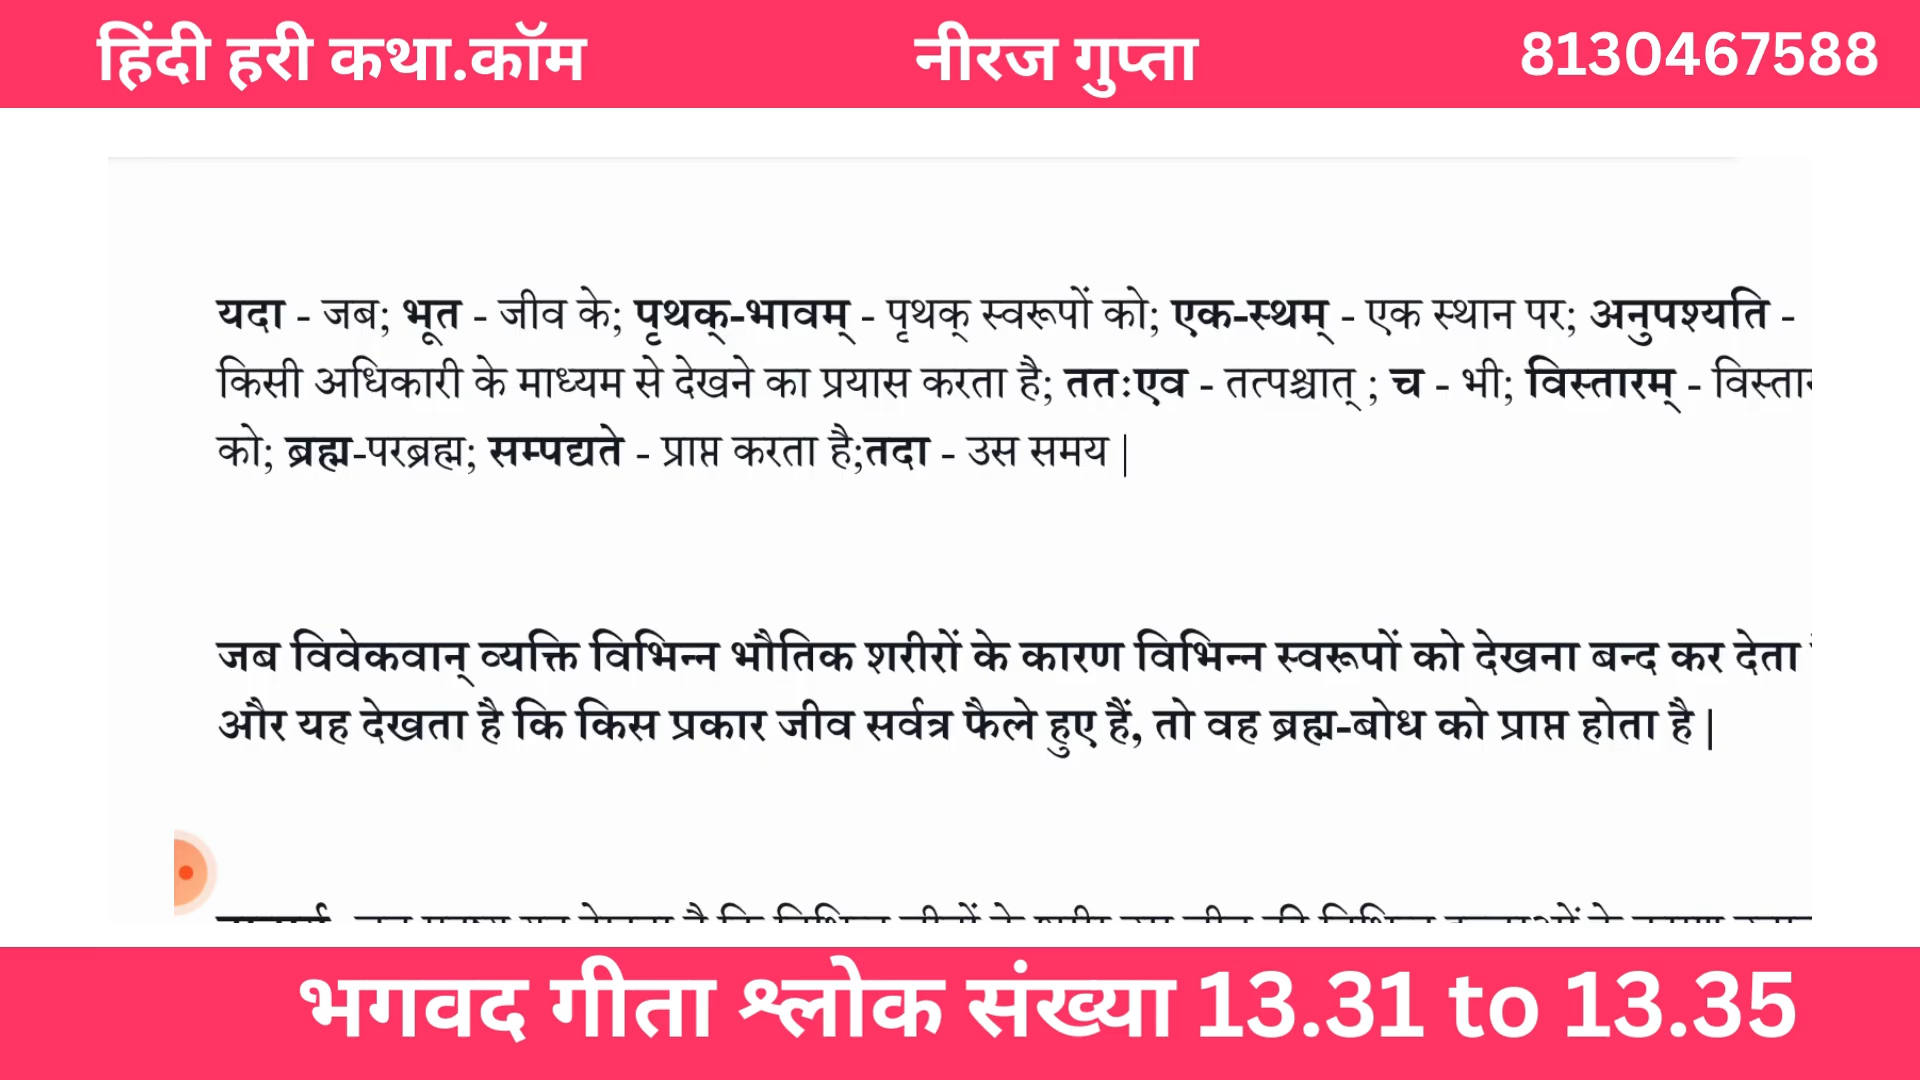 हिंदी हरी कथा.कॉम
नीरज गुप्ता
8130467588
यदा - जब; भूत - जीव के; पृथक्-भावम् - पृथक् स्वरूपों को; एक-स्थम् - एक स्थान पर; अनुपश्यति -
किसी अधिकारी के माध्यम से देखने का प्रयास करता है; ततःएव - तत्पश्चात् ; च - भी; विस्तारम् -
को; ब्रह्म-परब्रह्म; सम्पद्यते - प्राप्त करता है;तदा - उस समय |
जब विवेकवान् व्यक्ति विभिन्न भौतिक शरीरों के कारण विभिन्न स्वरूपों को देखना बन्द कर देता
और यह देखता है कि किस प्रकार जीव सर्वत्र फैले हुए हैं, तो वह ब्रह्म-बोध को प्राप्त होता है |
भगवद गीता श्लोक संख्या 13.31 to 13.35